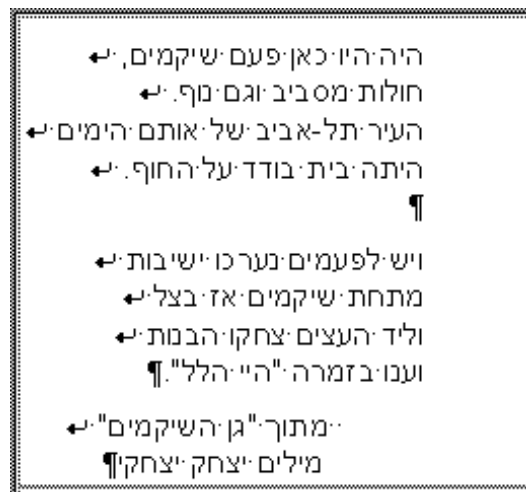 היה היו כאן פעם שיקמים,
חולות מסביב וגם נוף.
העיר תל-אביב של אותם הימים
היתה בית בודד על החוף.
ויש לפעמים נערכו ישיבות
מתחת שיקמים אז בצל
וליד העצים צחקו הבנות
וענו בזמרה "היי הלל".
מתוך "גן השיקמים"
מילים יצחק יצחקי